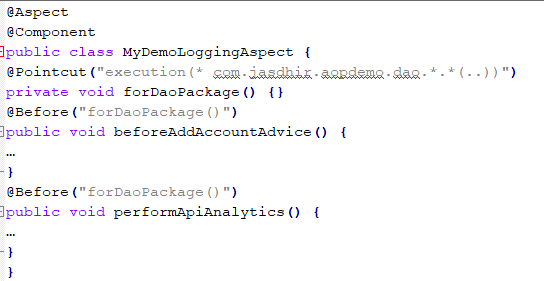 @Aspect
@Component
public class MyDemoLoggingAspect {
@Pointcut("execution(* com.jasdhir.aopdemo.dao.*.*(..))")
private void forDaoPackage() {}
@Before("forDaoPackage()")
public void beforeAddAccountAdvice() {
…
}
@Before("forDaoPackage()")
public void performApiAnalytics() {
…
}
}